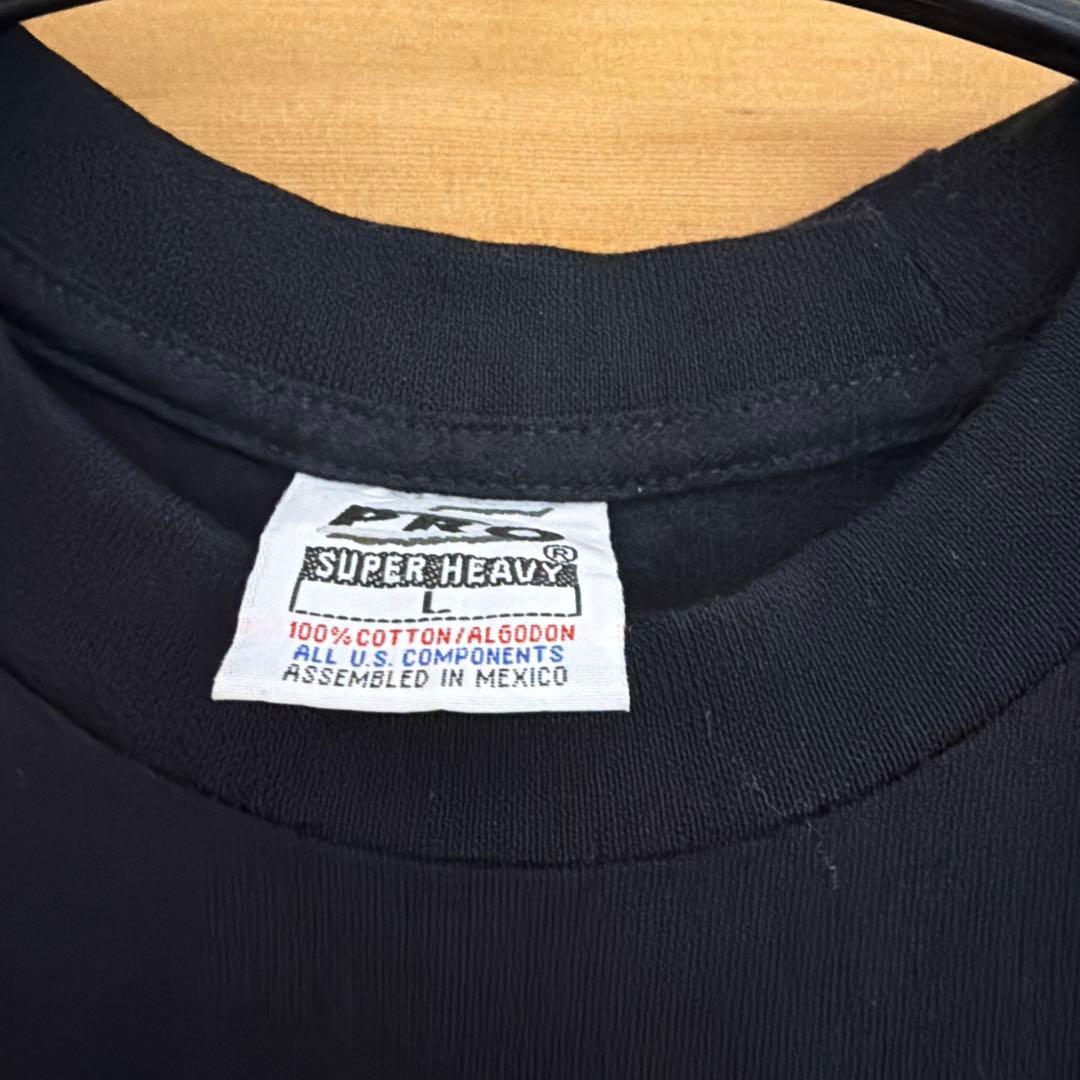 PRO
SUPER HEAVY®
L
100% COTTON/ALGODON
ALL U.S. COMPONENTS
ASSEMBLED IN MEXICO